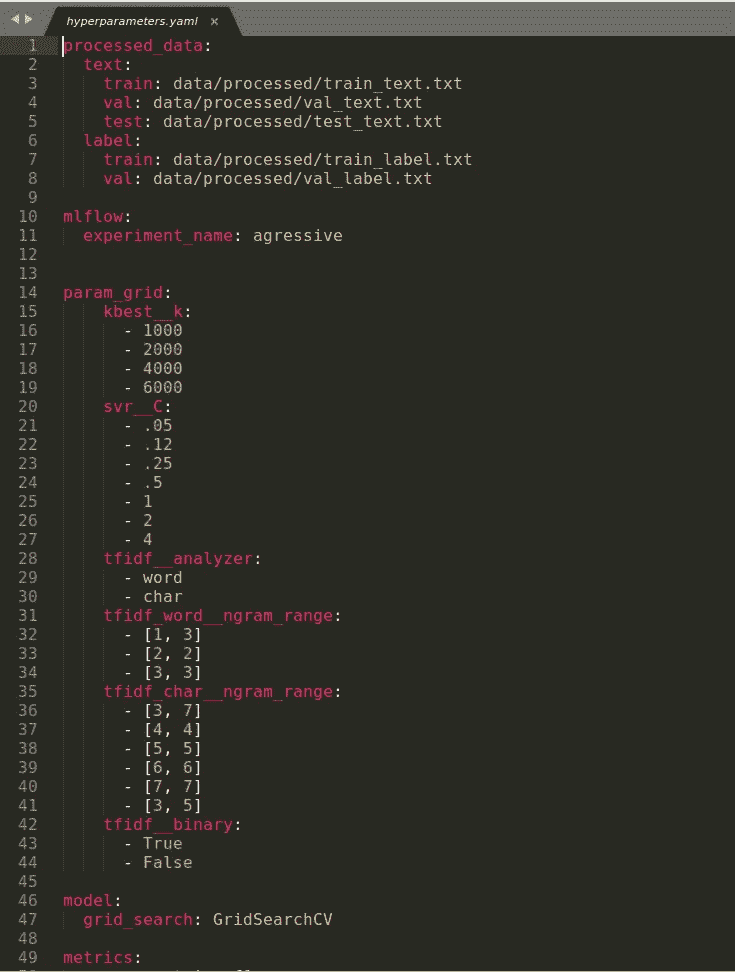 hyperparameters.yaml ×
1 processed_data:
2 text:
3 train: data/processed/train_text.txt
4 val: data/processed/val_text.txt
5 test: data/processed/test_text.txt
6 label:
7 train: data/processed/train_label.txt
8 val: data/processed/val_label.txt
9
10 mlflow:
11 experiment_name: agressive
12
13
14 param_grid:
15 kbest__k:
16 - 1000
17 - 2000
18 - 4000
19 - 6000
20 svr__C:
21 - .05
22 - .12
23 - .25
24 - .5
25 - 1
26 - 2
27 - 4
28 tfidf__analyzer:
29 - word
30 - char
31 tfidf_word__ngram_range:
32 - [1, 3]
33 - [2, 2]
34 - [3, 3]
35 tfidf_char__ngram_range:
36 - [3, 7]
37 - [4, 4]
38 - [5, 5]
39 - [6, 6]
40 - [7, 7]
41 - [3, 5]
42 tfidf__binary:
43 - True
44 - False
45
46 model:
47 grid_search: GridSearchCV
48
49 metrics: